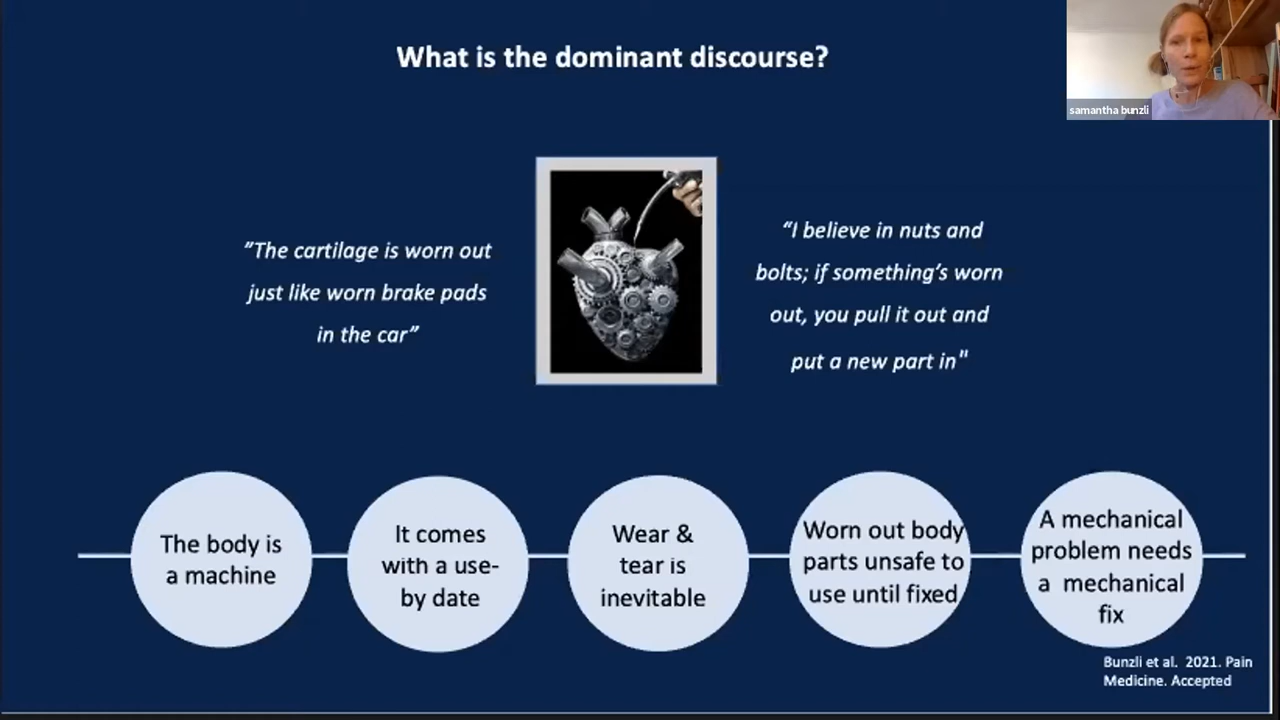 What is the dominant discourse?
samantha bunzli
”The cartilage is worn out
just like worn brake pads
in the car”
“I believe in nuts and
bolts; if something’s worn
out, you pull it out and
put a new part in"
The body is
a machine
It comes
with a use-
by date
Wear &
tear is
inevitable
Worn out body
parts unsafe to
use until fixed
A mechanical
problem needs
a mechanical
fix
Bunzli et al. 2021. Pain
Medicine. Accepted